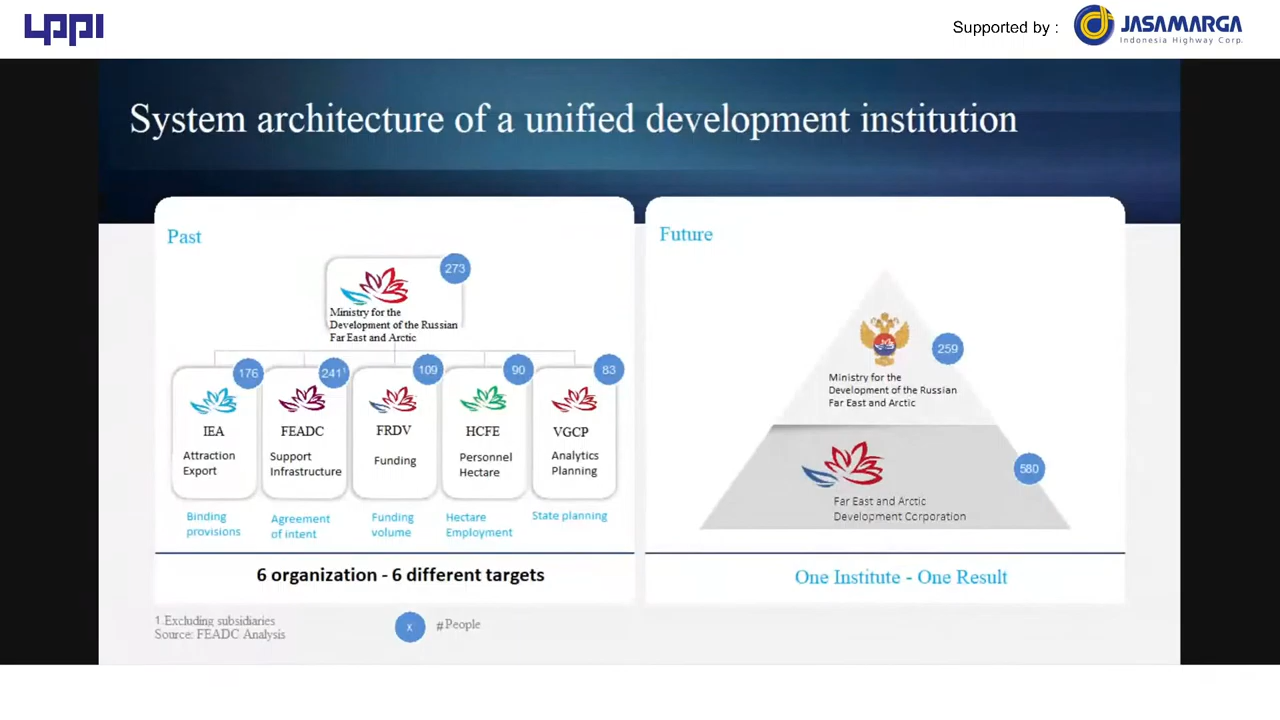 LPPI
Supported by :
JASAMARGA
Indonesia Highway Corp.
System architecture of a unified development institution
Past
273
Ministry for the
Development of the Russian
Far East and Arctic
176
IEA
Attraction
Export
Binding
provisions
241¹
FEADC
Support
Infrastructure
Agreement
of intent
109
FRDV
Funding
Funding
volume
90
HCFE
Personnel
Hectare
Hectare
Employment
83
VGCP
Analytics
Planning
State planning
6 organization - 6 different targets
Future
259
Ministry for the
Development of the Russian
Far East and Arctic
580
Far East and Arctic
Development Corporation
One Institute - One Result
1.Excluding subsidiaries
Source: FEADC Analysis
X
#People